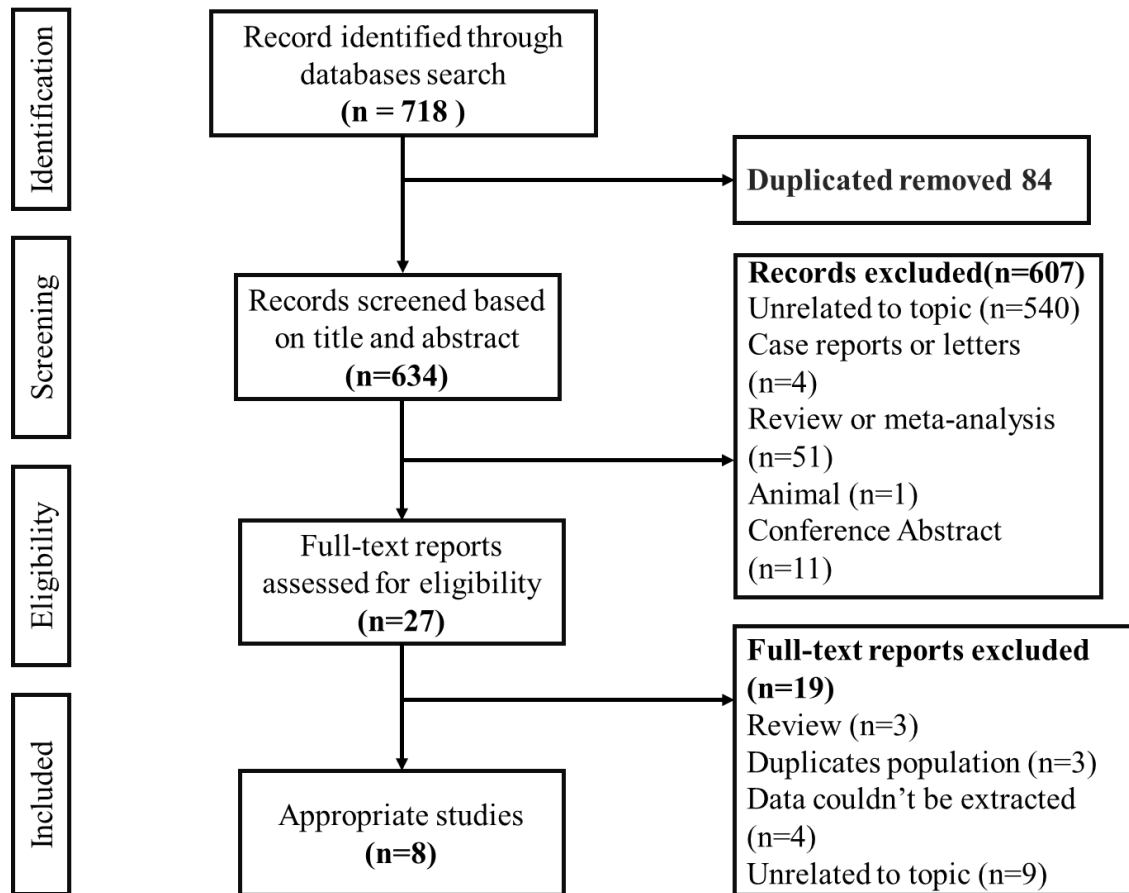 Identification
Record identified through
databases search
(n = 718 )
Duplicated removed 84
Screening
Records screened based
on title and abstract
(n=634)
Records excluded(n=607)
Unrelated to topic (n=540)
Case reports or letters
(n=4)
Review or meta-analysis
(n=51)
Animal (n=1)
Conference Abstract
(n=11)
Eligibility
Full-text reports
assessed for eligibility
(n=27)
Full-text reports excluded
(n=19)
Review (n=3)
Duplicates population (n=3)
Data couldn’t be extracted
(n=4)
Unrelated to topic (n=9)
Included
Appropriate studies
(n=8)